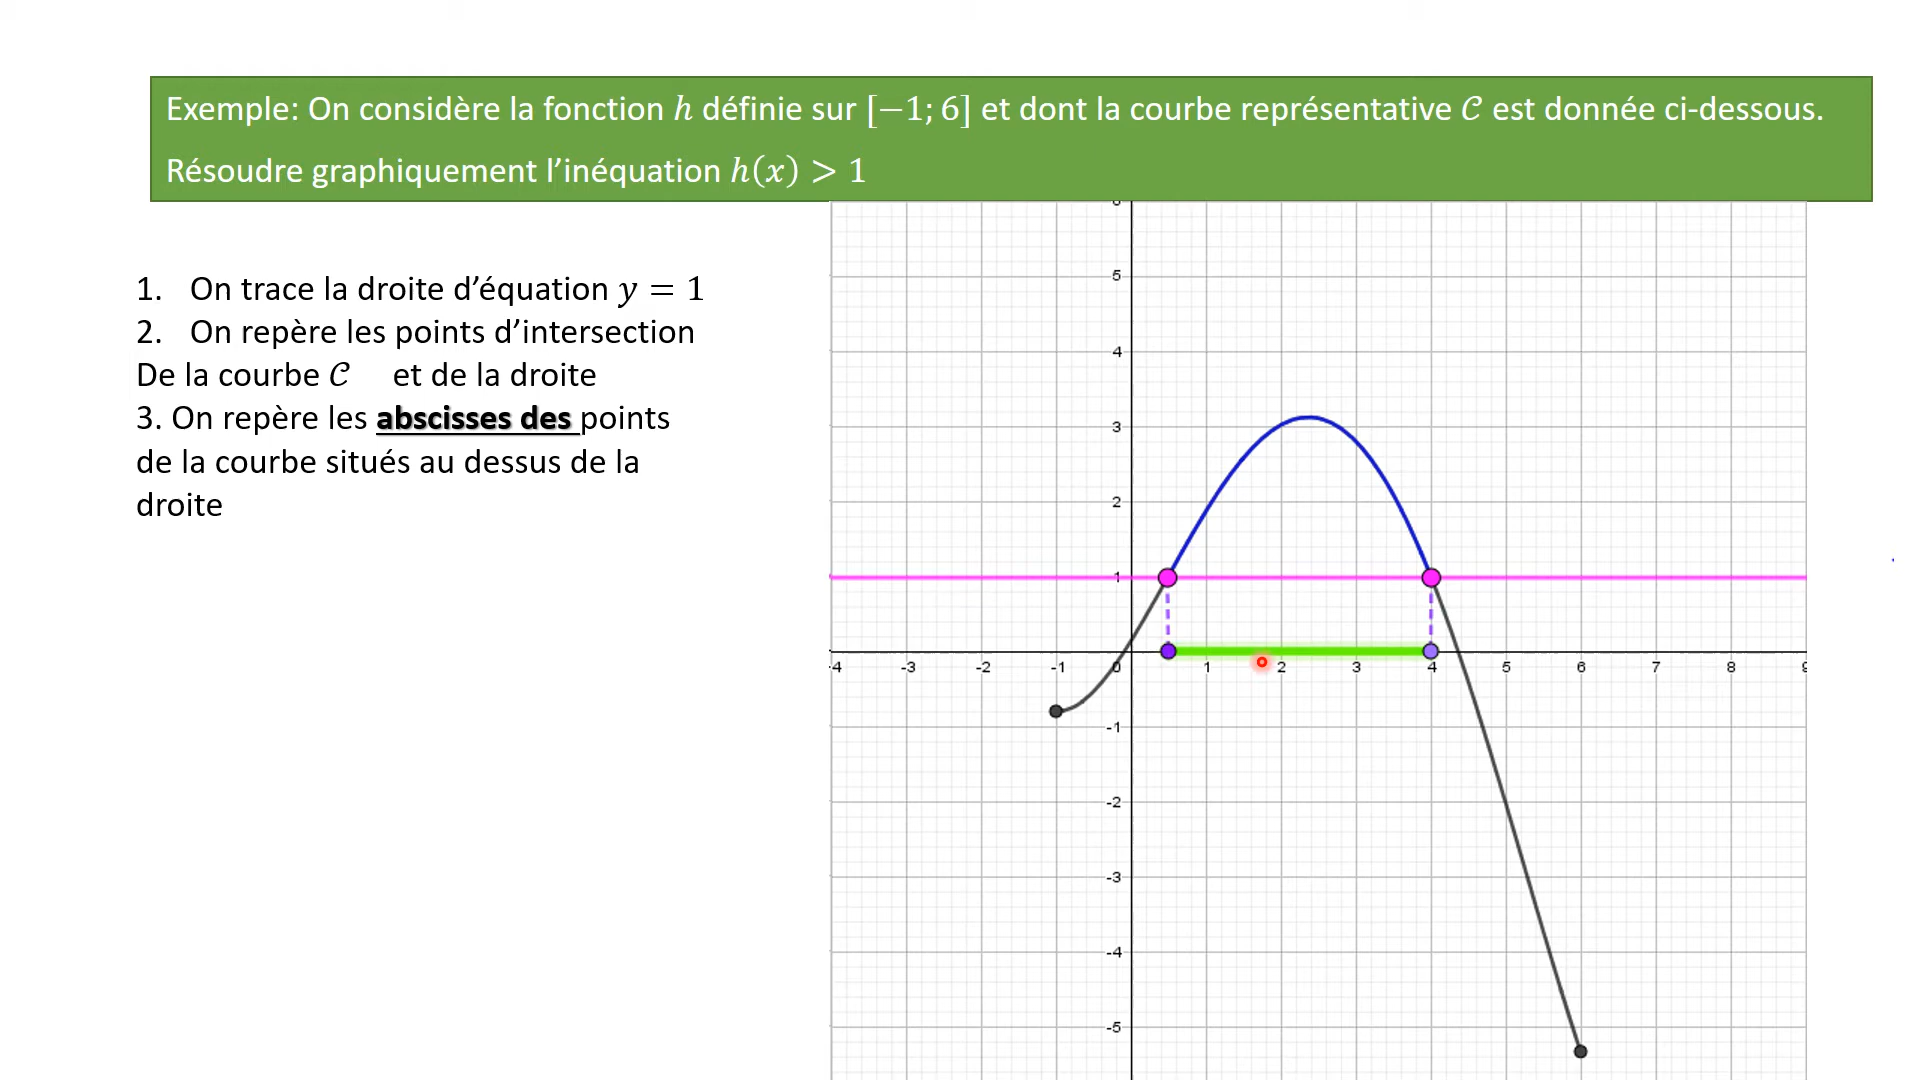 Exemple: On considère la fonction h définie sur [−1; 6] et dont la courbe représentative 𝒞 est donnée ci-dessous.
Résoudre graphiquement l’inéquation h(x) > 1
1. On trace la droite d’équation y = 1
2. On repère les points d’intersection
De la courbe 𝒞 et de la droite
3. On repère les abscisses des points
de la courbe situés au dessus de la
droite
5
4
3
2
1
-4 -3 -2 -1 0 1 2 3 4 5 6 7 8
-1
-2
-3
-4
-5